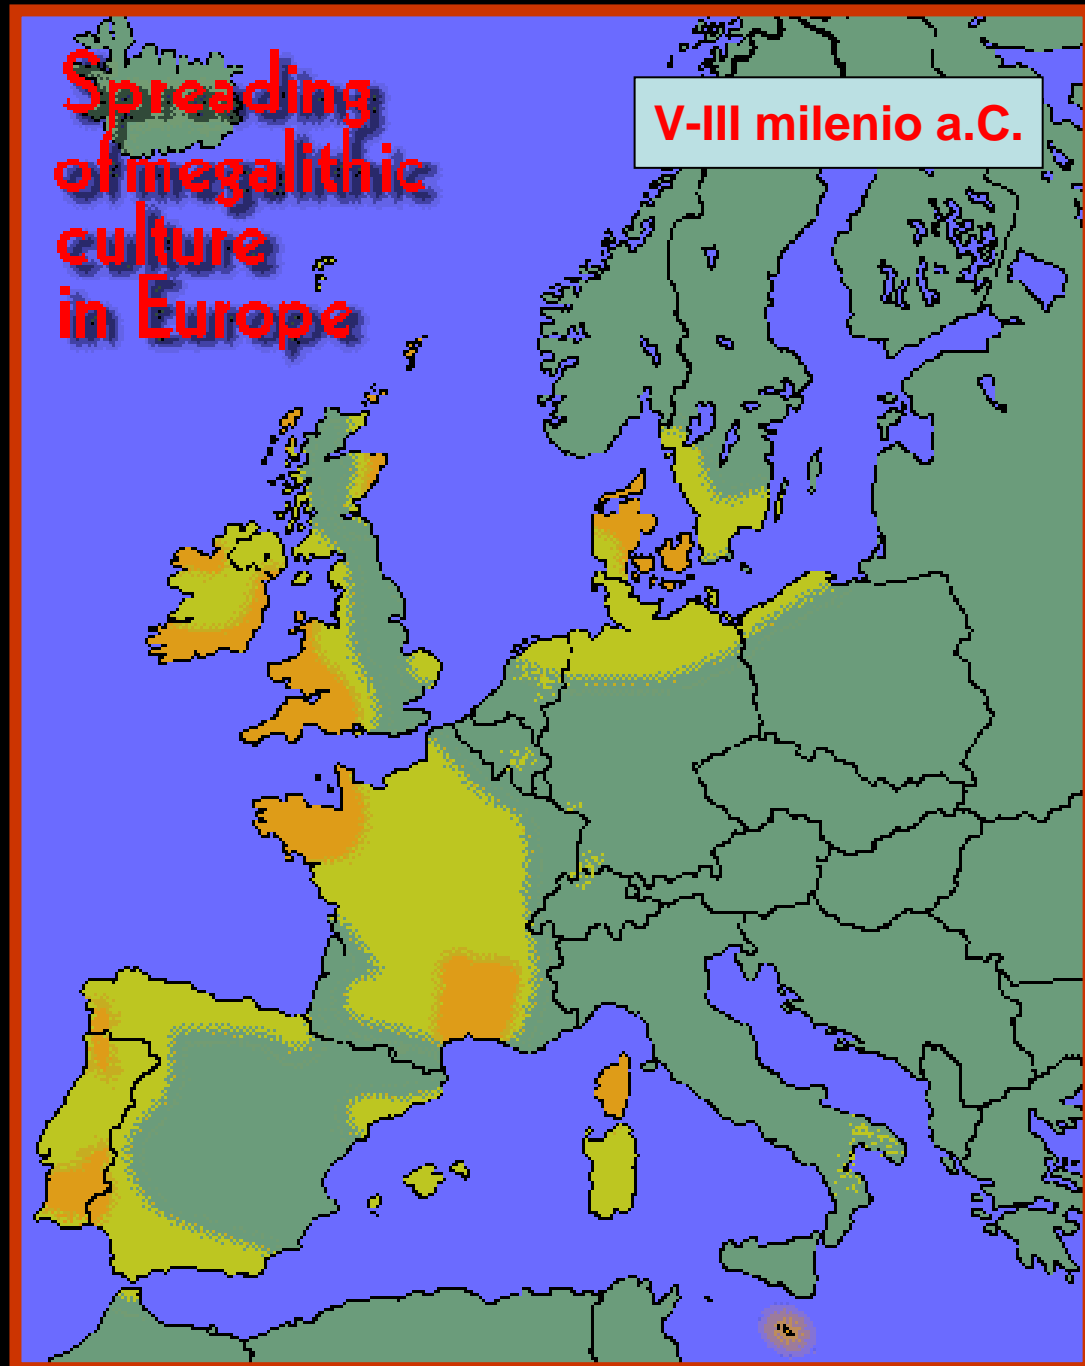 Spreading
of megalithic
culture
in Europe
V-III milenio a.C.